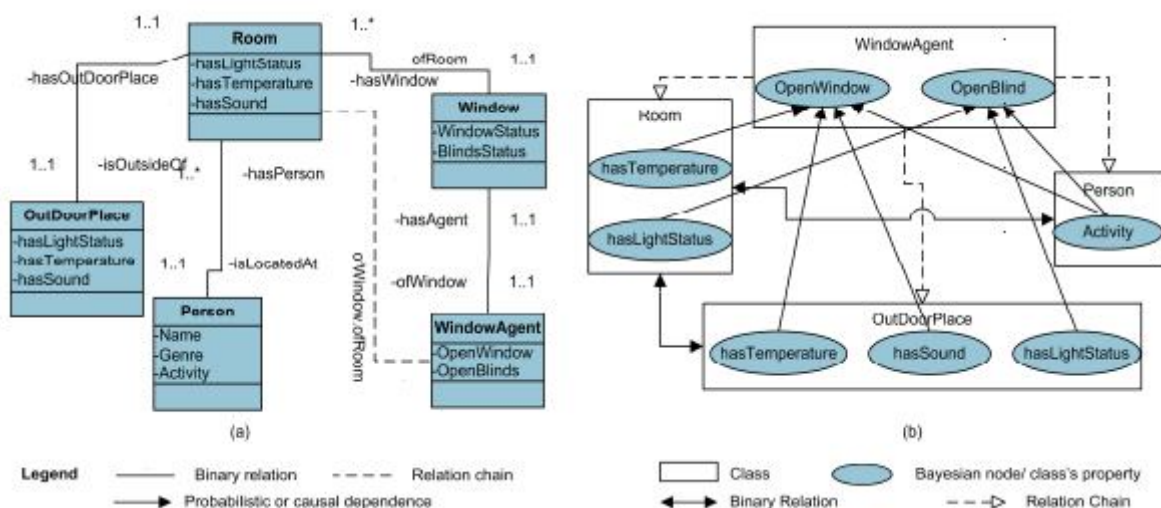 1..1
Room
1..*
-hasLightStatus
-hasTemperature
-hasSound
-hasOutDoorPlace
ofRoom
1..1
-hasWindow
Window
-WindowStatus
-BlindsStatus
1..1
-isOutsideOf
1..*
-hasPerson
OutDoorPlace
-hasLightStatus
-hasTemperature
-hasSound
-hasAgent
1..1
1..1
-isLocatedAt
-ofWindow
1..1
oWindow.ofRoom
Person
-Name
-Genre
-Activity
WindowAgent
-OpenWindow
-OpenBlinds
(a)
WindowAgent
OpenWindow
OpenBlind
Room
hasTemperature
hasLightStatus
Person
Activity
OutDoorPlace
hasTemperature
hasSound
hasLightStatus
(b)
Legend
Binary relation
Relation chain
Probabilistic or causal dependence
Class
Bayesian node/ class's property
Binary Relation
Relation Chain